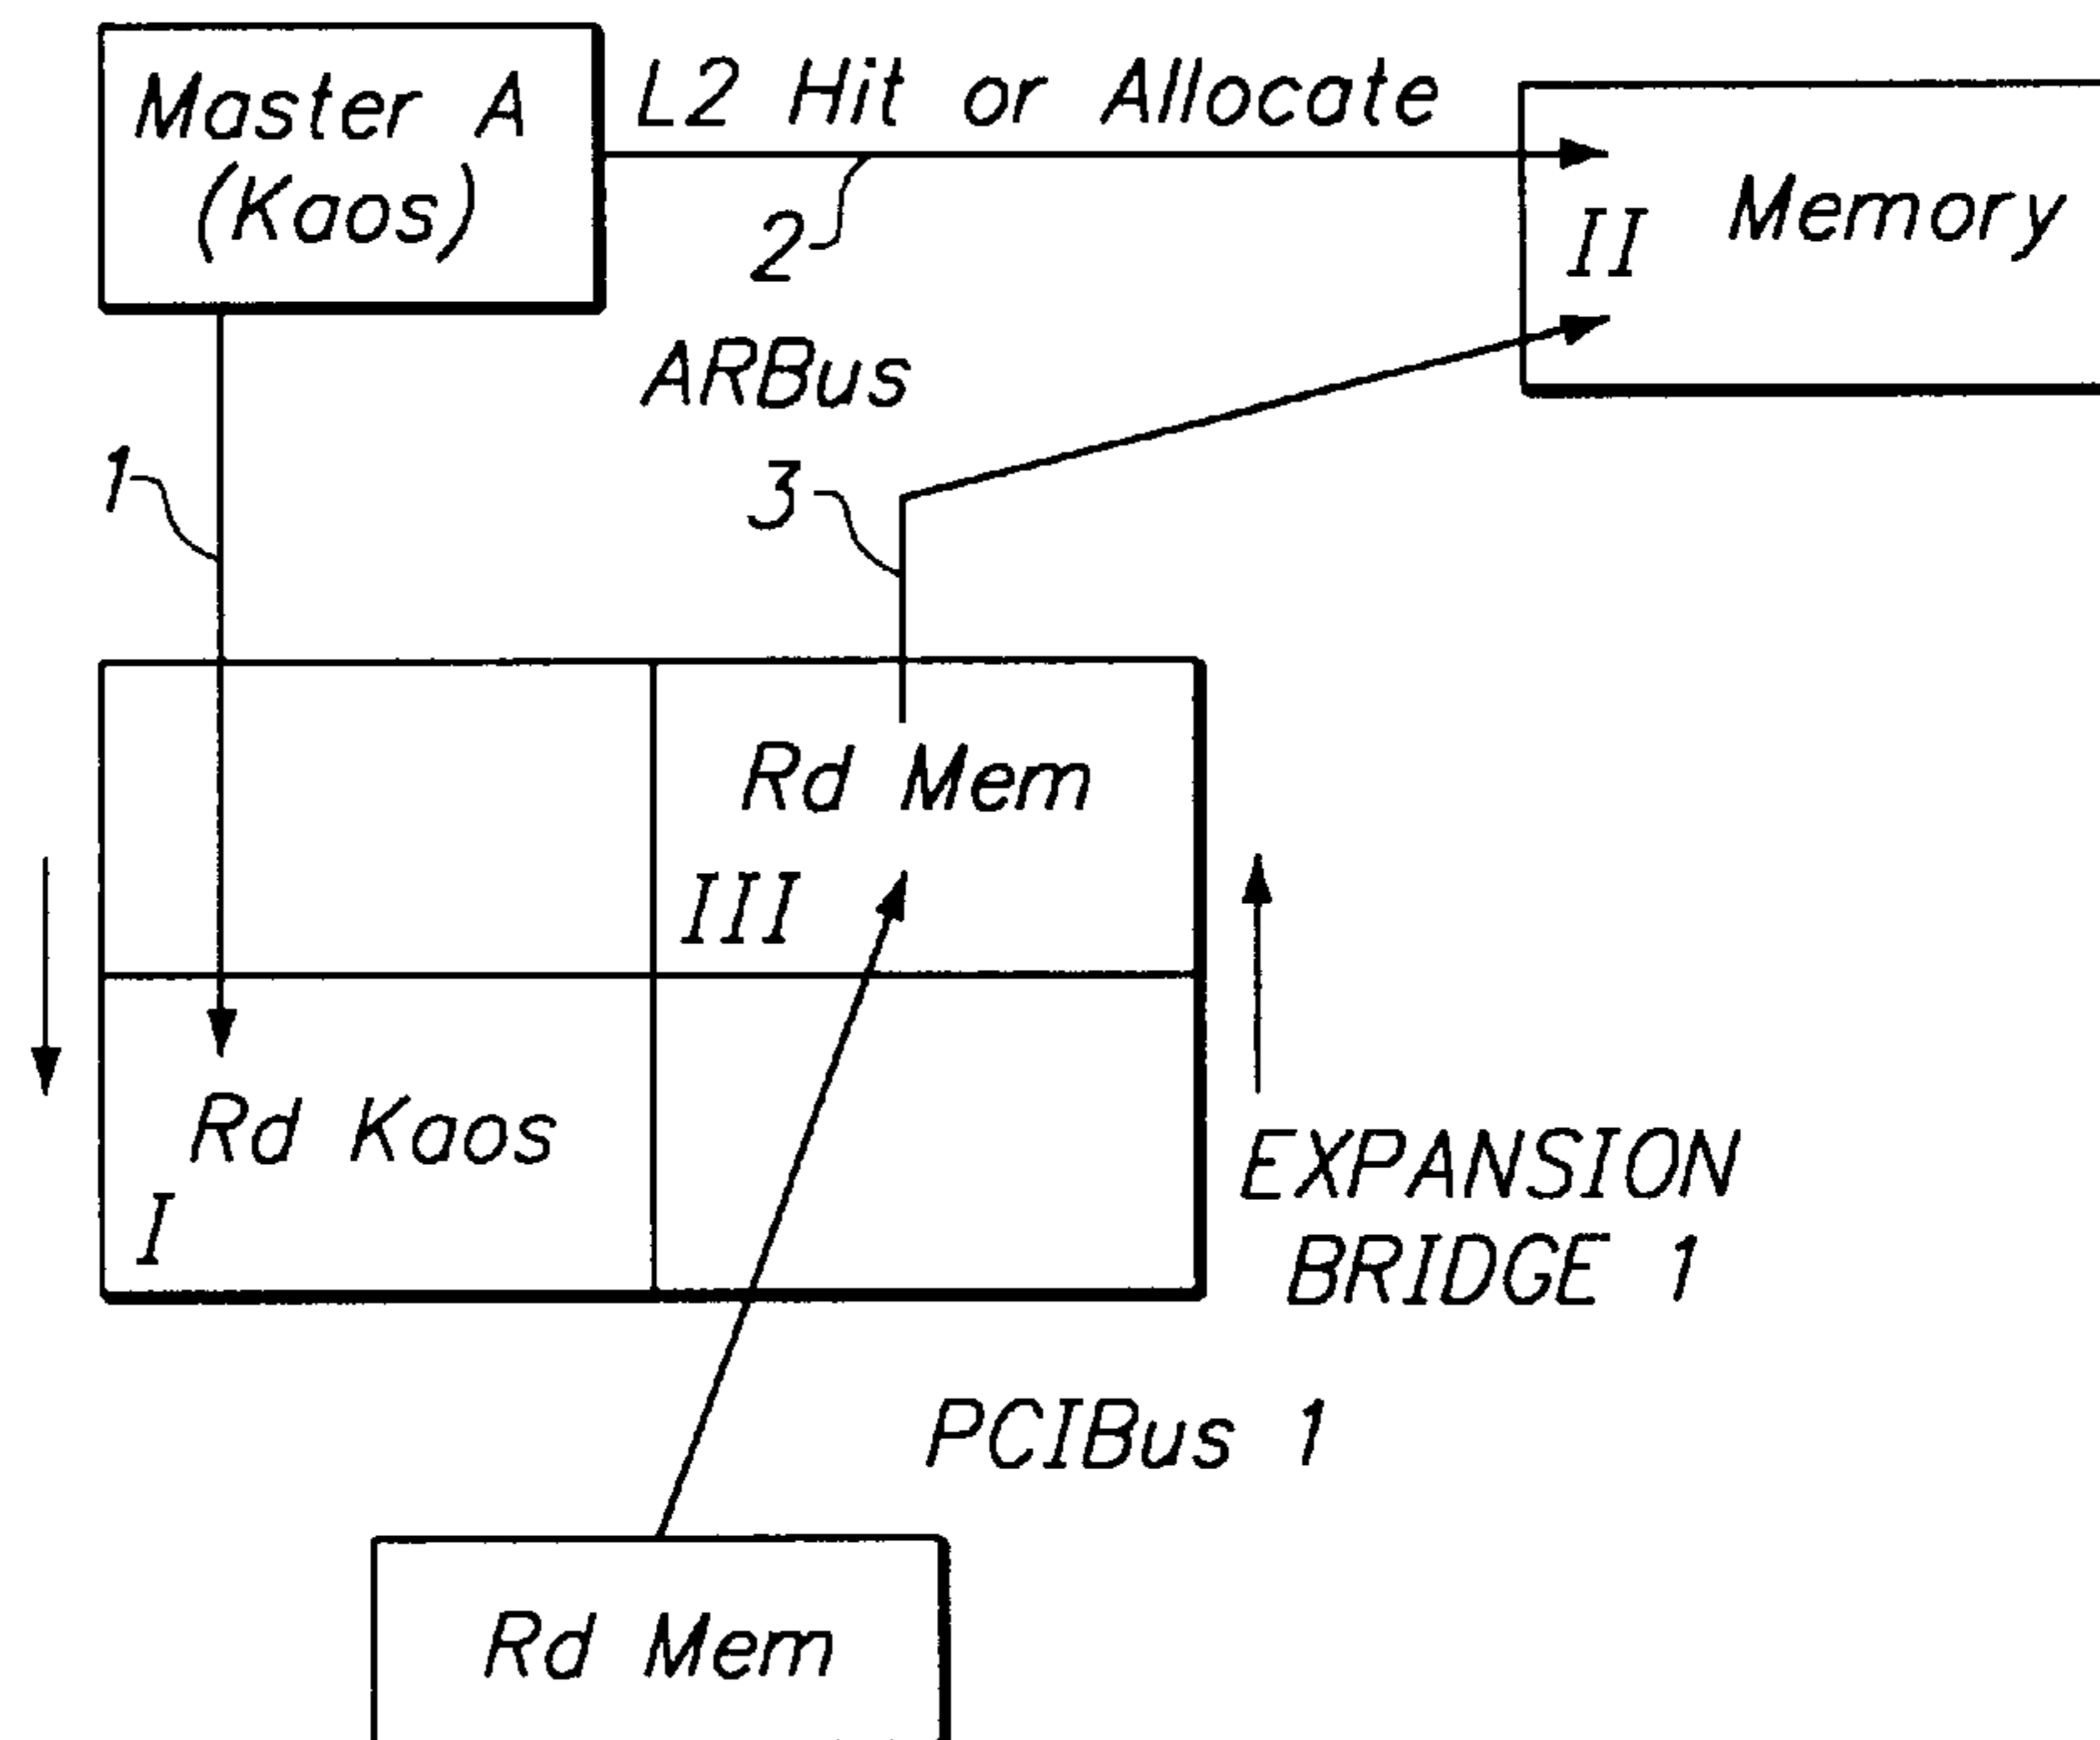 Master A
(Kaos)
L2 Hit or Allocate
2
II
Memory
ARBus
1
3
Rd Mem
III
Rd Kaos
I
EXPANSION
BRIDGE 1
PCIBus 1
Rd Mem